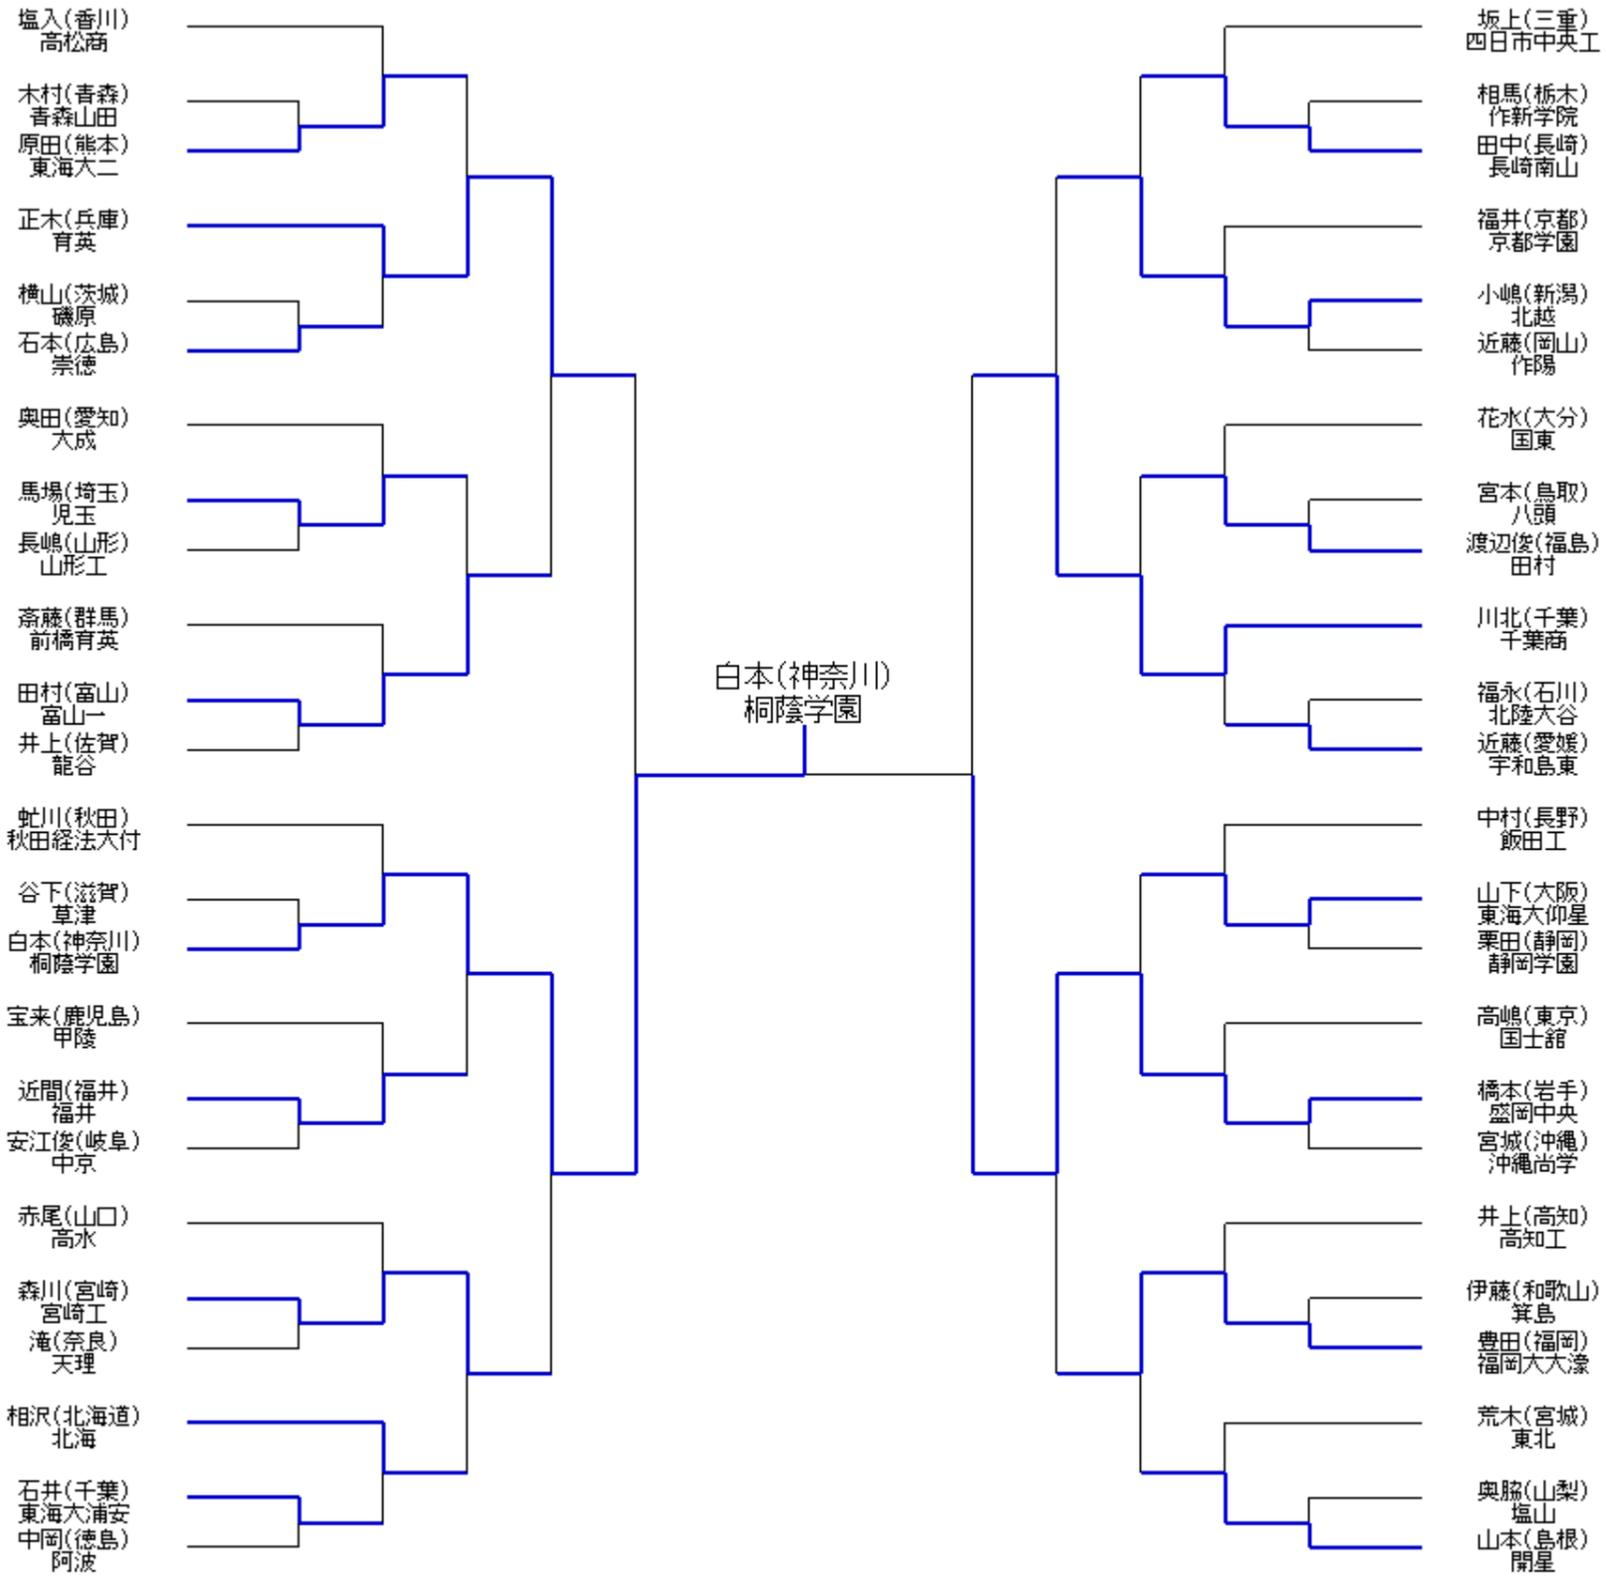 塩入(香川)
高松商
木村(青森)
青森山田
原田(熊本)
東海大二
正木(兵庫)
育英
横山(茨城)
磯原
石本(広島)
崇徳
奥田(愛知)
大成
馬場(埼玉)
児玉
長嶋(山形)
山形工
斎藤(群馬)
前橋育英
田村(富山)
富山一
井上(佐賀)
龍谷
虻川(秋田)
秋田経法大付
谷下(滋賀)
草津
白本(神奈川)
桐蔭学園
宝来(鹿児島)
甲陵
近間(福井)
福井
安江俊(岐阜)
中京
赤尾(山口)
高水
森川(宮崎)
宮崎工
滝(奈良)
天理
相沢(北海道)
北海
石井(千葉)
東海大浦安
中岡(徳島)
阿波
白本(神奈川)
桐蔭学園
坂上(三重)
四日市中央工
相馬(栃木)
作新学院
田中(長崎)
長崎南山
福井(京都)
京都学園
小嶋(新潟)
北越
近藤(岡山)
作陽
花水(大分)
国東
宮本(鳥取)
八頭
渡辺俊(福島)
田村
川北(千葉)
千葉商
福永(石川)
北陸大谷
近藤(愛媛)
宇和島東
中村(長野)
飯田工
山下(大阪)
東海大仰星
栗田(静岡)
静岡学園
高嶋(東京)
国士舘
橋本(岩手)
盛岡中央
宮城(沖縄)
沖縄尚学
井上(高知)
高知工
伊藤(和歌山)
箕島
豊田(福岡)
福岡大大濠
荒木(宮城)
東北
奥脇(山梨)
塩山
山本(島根)
開星